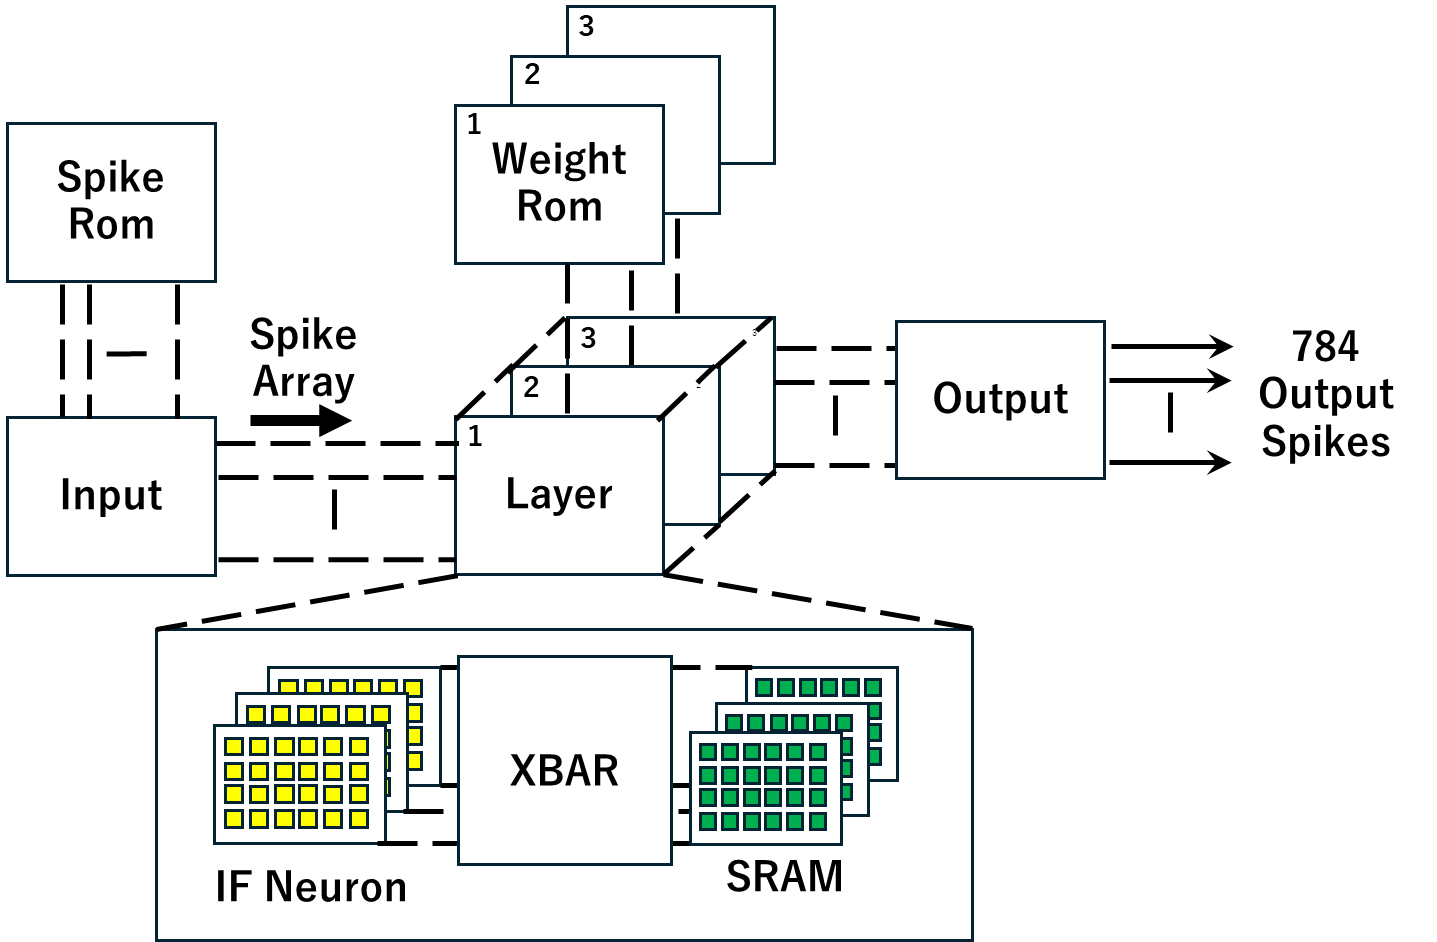 3
2
1
Weight
Rom
Spike
Rom
Spike
Array
3
2
1
Layer
Input
Output
784
Output
Spikes
XBAR
IF Neuron
SRAM